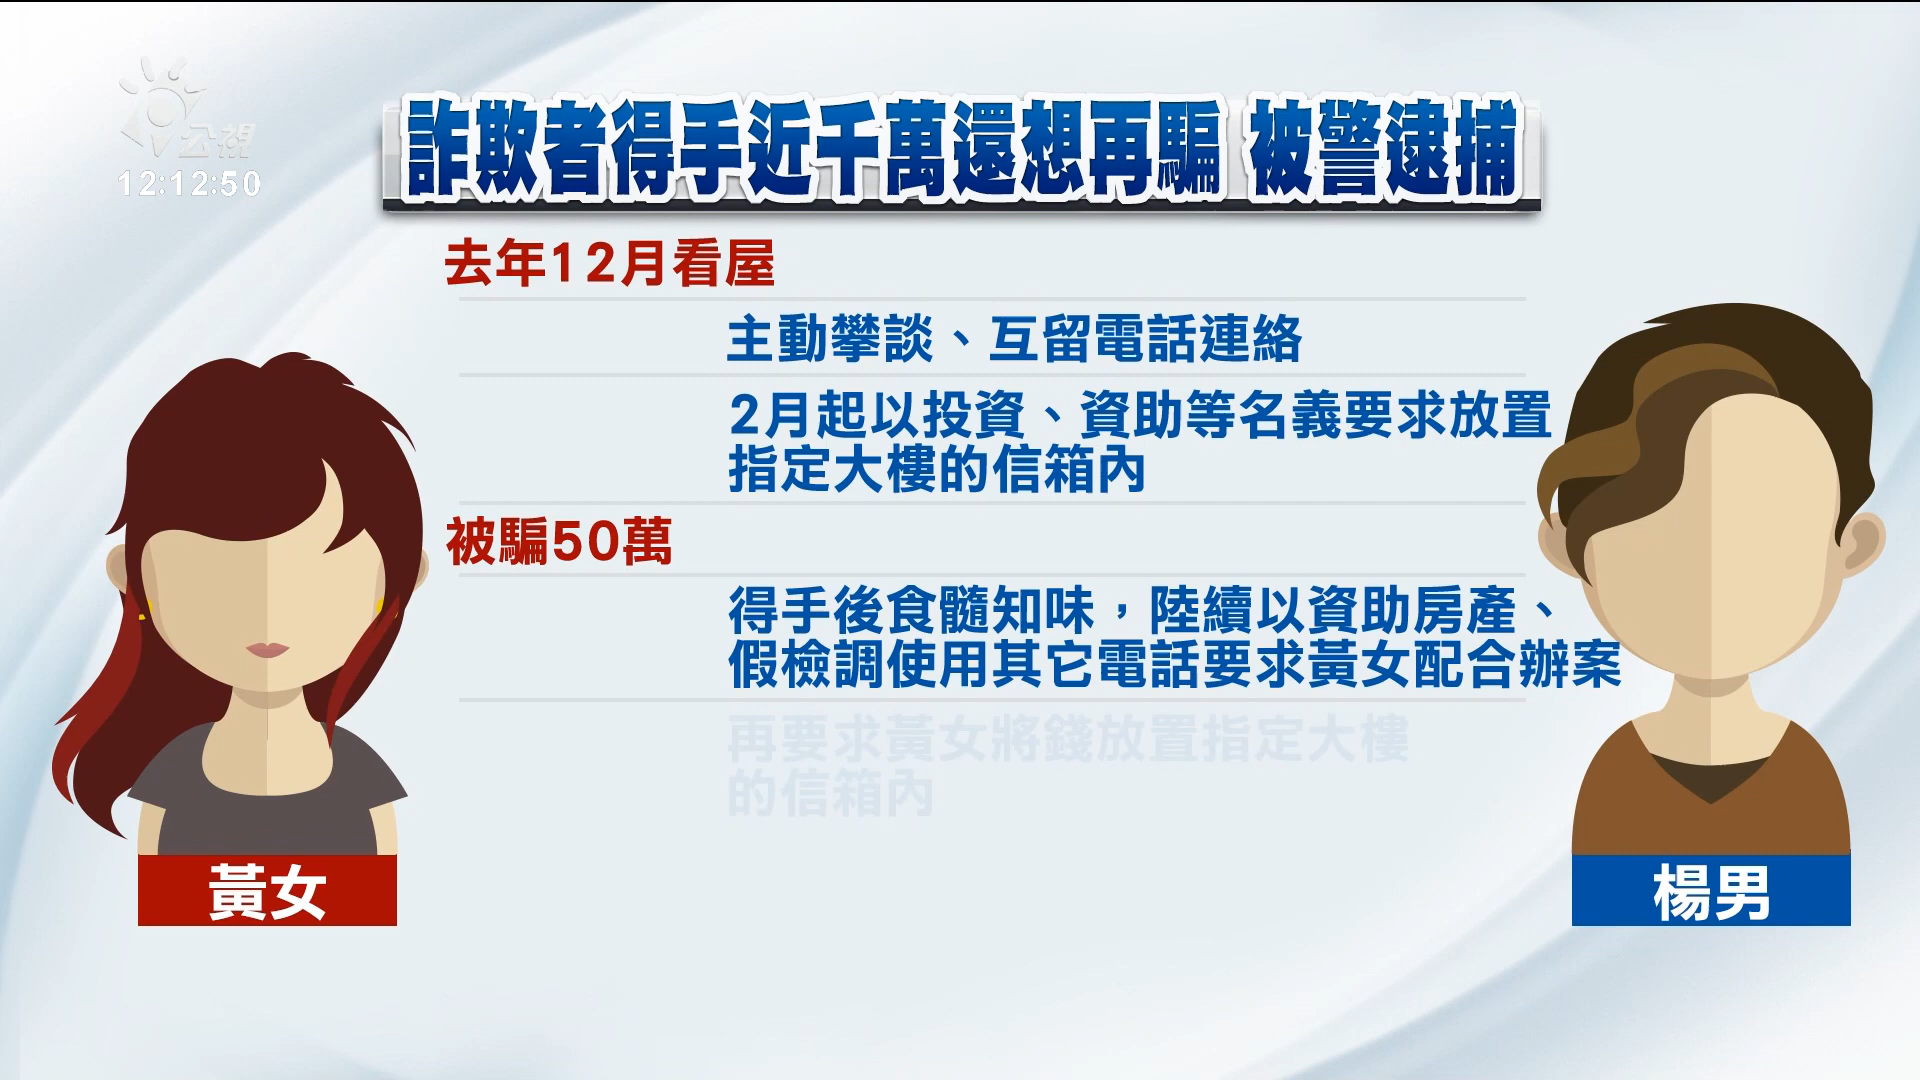 公視
12:12:50
詐欺者得手近千萬還想再騙 被警逮捕
去年12月看屋
主動攀談、互留電話連絡
2月起以投資、資助等名義要求放置
指定大樓的信箱內
被騙50萬
得手後食髓知味，陸續以資助房產、
假檢調使用其它電話要求黃女配合辦案
再要求黃女將錢放置指定大樓
的信箱內
黃女
楊男